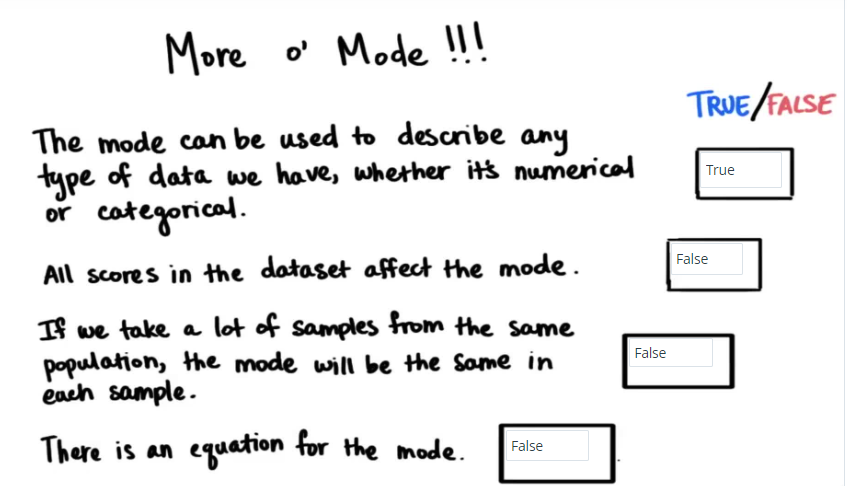 More o' Mode !!!
TRUE/FALSE
The mode can be used to describe any
type of data we have, whether it's numerical
or categorical.
True
All scores in the dataset affect the mode.
False
If we take a lot of samples from the same
population, the mode will be the same in
each sample.
False
There is an equation for the mode.
False